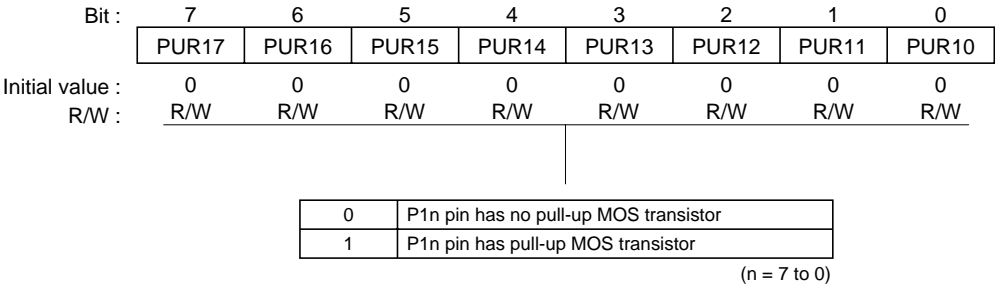 Bit : 7 6 5 4 3 2 1 0
PUR17 PUR16 PUR15 PUR14 PUR13 PUR12 PUR11 PUR10
Initial value : 0 0 0 0 0 0 0 0
R/W : R/W R/W R/W R/W R/W R/W R/W R/W
0 P1n pin has no pull-up MOS transistor
1 P1n pin has pull-up MOS transistor
(n = 7 to 0)